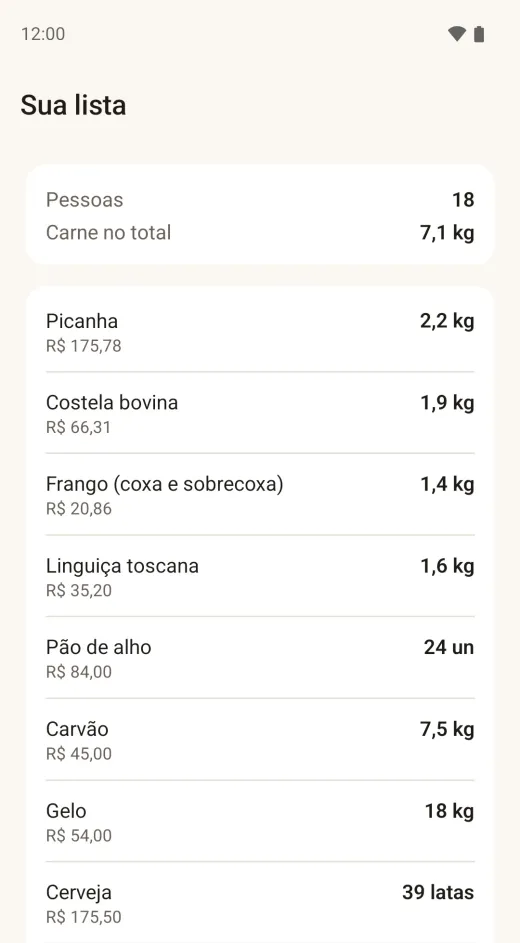 12:00
Sua lista
Pessoas 18
Carne no total 7,1 kg
Picanha 2,2 kg
R$ 175,78
Costela bovina 1,9 kg
R$ 66,31
Frango (coxa e sobrecoxa) 1,4 kg
R$ 20,86
Linguiça toscana 1,6 kg
R$ 35,20
Pão de alho 24 un
R$ 84,00
Carvão 7,5 kg
R$ 45,00
Gelo 18 kg
R$ 54,00
Cerveja 39 latas
R$ 175,50